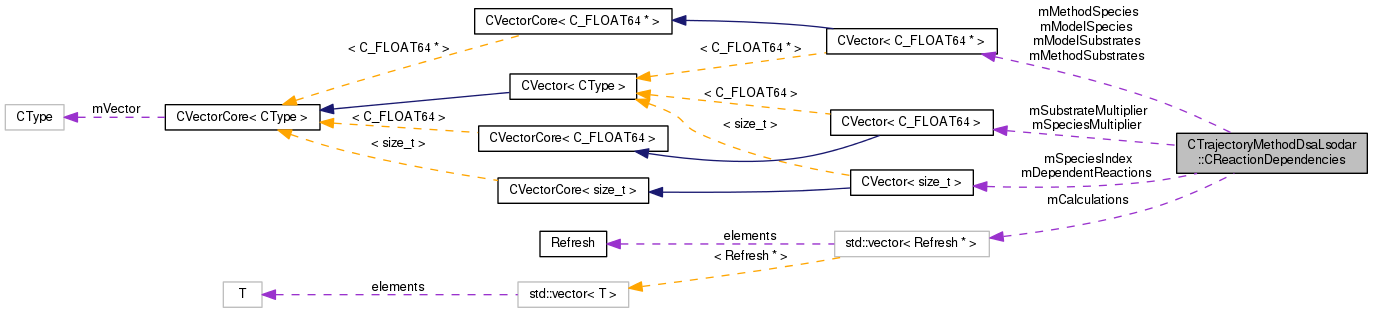 mMethodSpecies
mModelSpecies
mModelSubstrates
mMethodSubstrates
CVectorCore< C_FLOAT64 * >
CVector< C_FLOAT64 * >
< C_FLOAT64 * >
< C_FLOAT64 * >
CVector< CType >
< C_FLOAT64 >
CType
mVector
CVectorCore< CType >
< C_FLOAT64 >
CVector< C_FLOAT64 >
mSubstrateMultiplier
mSpeciesMultiplier
< size_t >
CVectorCore< C_FLOAT64 >
< size_t >
CTrajectoryMethodDsaLsodar
::CReactionDependencies
mSpeciesIndex
mDependentReactions
CVectorCore< size_t >
CVector< size_t >
mCalculations
Refresh
elements
std::vector< Refresh * >
< Refresh * >
T
elements
std::vector< T >